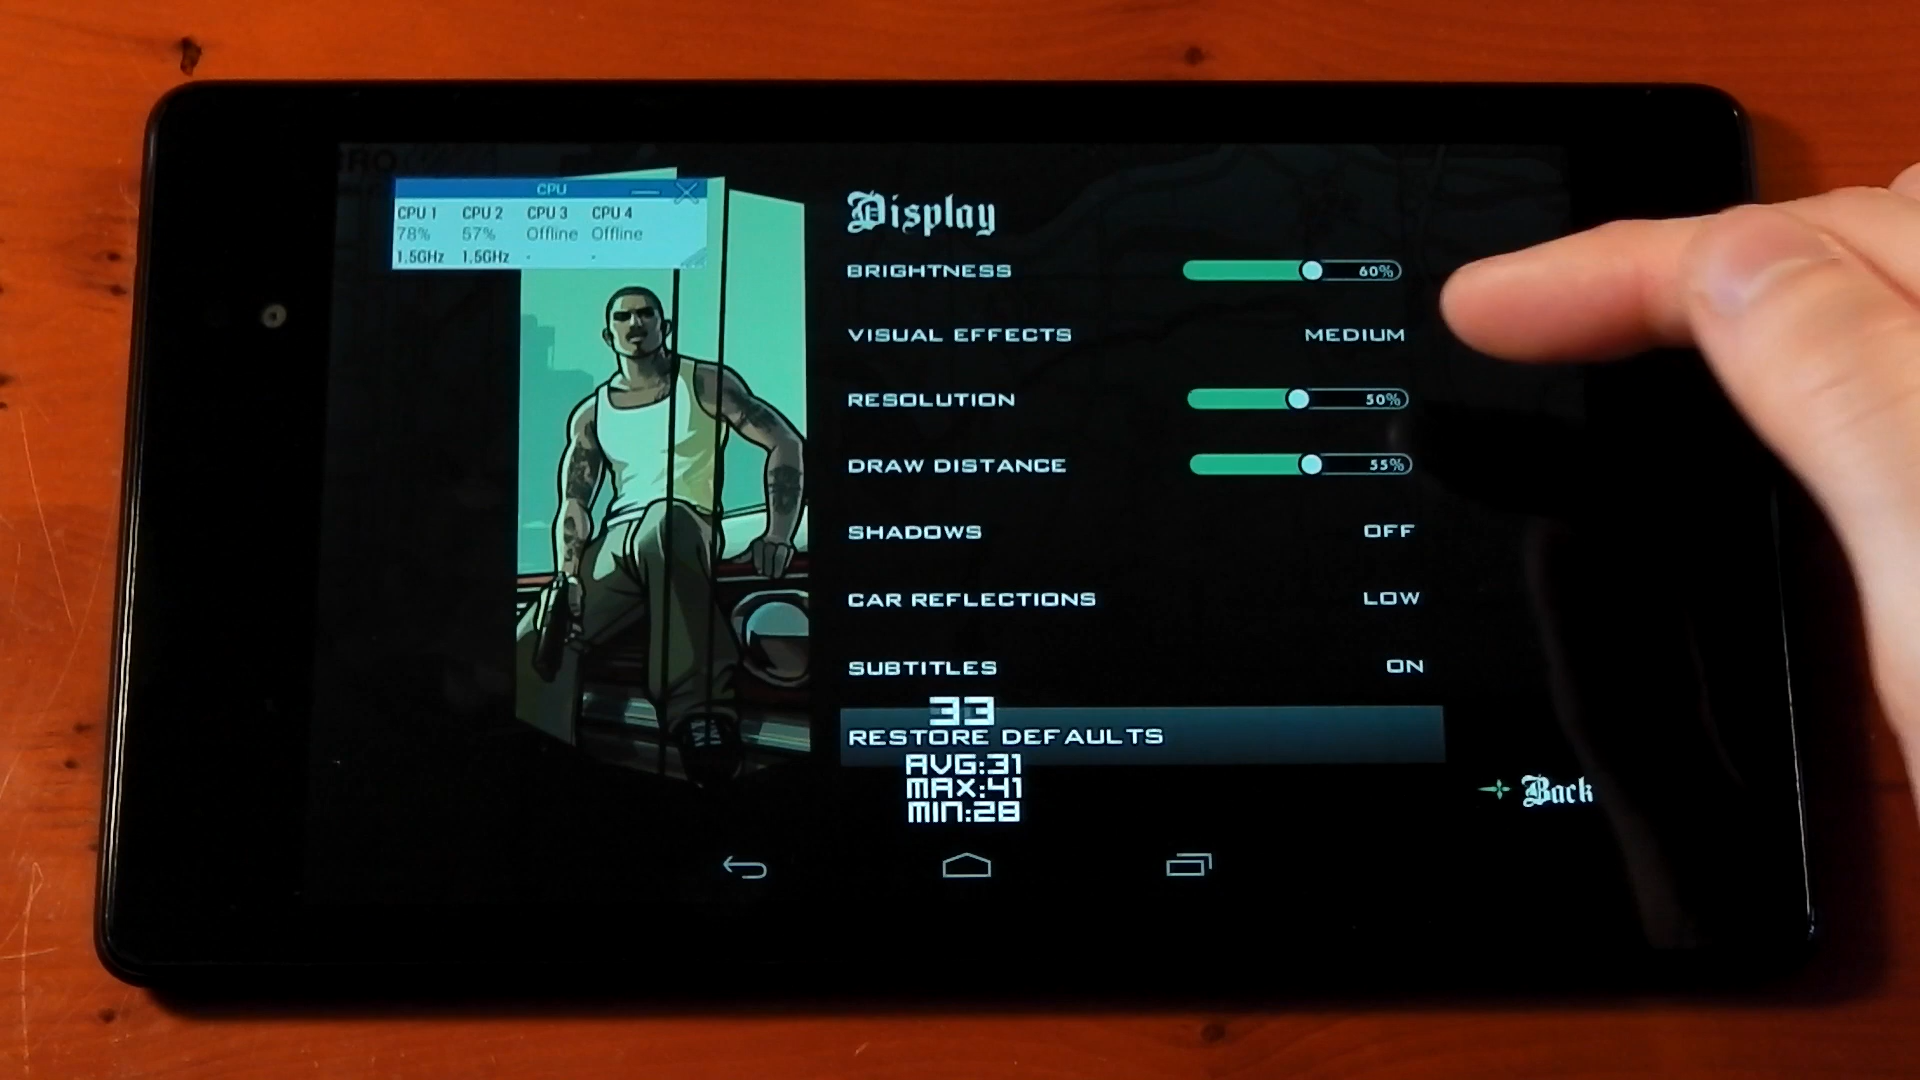 CPU
CPU 1 CPU 2 CPU 3 CPU 4
78% 57% Offline Offline
1.5GHz 1.5GHz - -
Display
BRIGHTNESS 60%
VISUAL EFFECTS MEDIUM
RESOLUTION 50%
DRAW DISTANCE 55%
SHADOWS OFF
CAR REFLECTIONS LOW
SUBTITLES ON
33
RESTORE DEFAULTS
AVG:31
MAX:41
MIN:28
Back